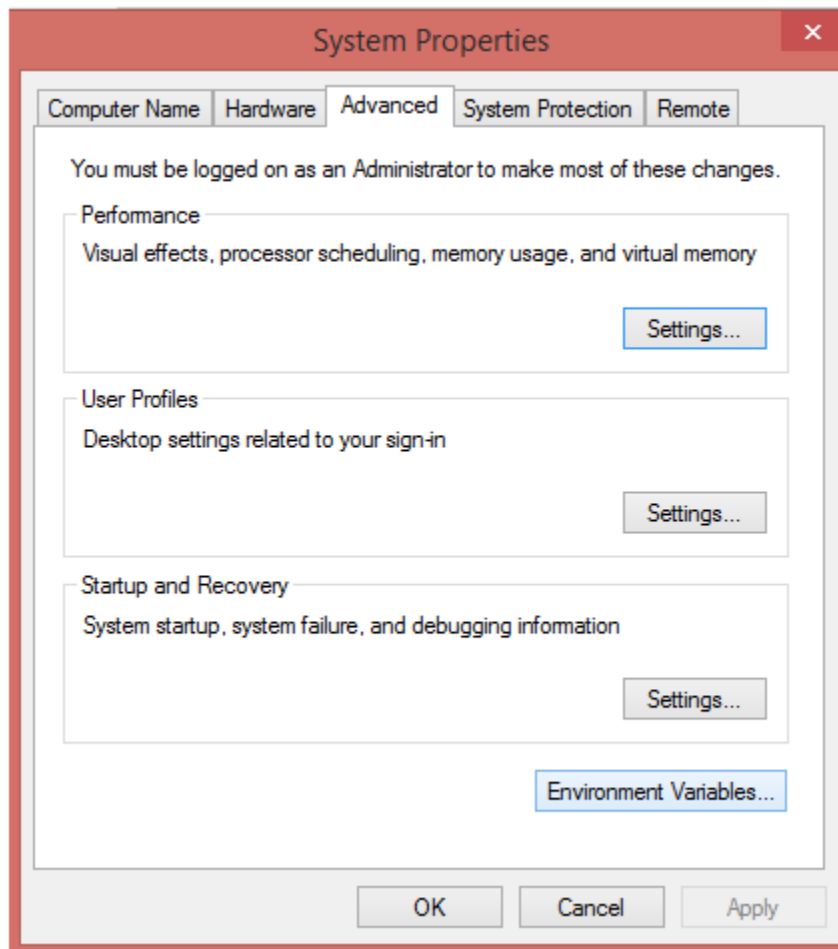 System Properties
Computer Name Hardware Advanced System Protection Remote
You must be logged on as an Administrator to make most of these changes.
Performance
Visual effects, processor scheduling, memory usage, and virtual memory
Settings...
User Profiles
Desktop settings related to your sign-in
Settings...
Startup and Recovery
System startup, system failure, and debugging information
Settings...
Environment Variables...
OK Cancel Apply